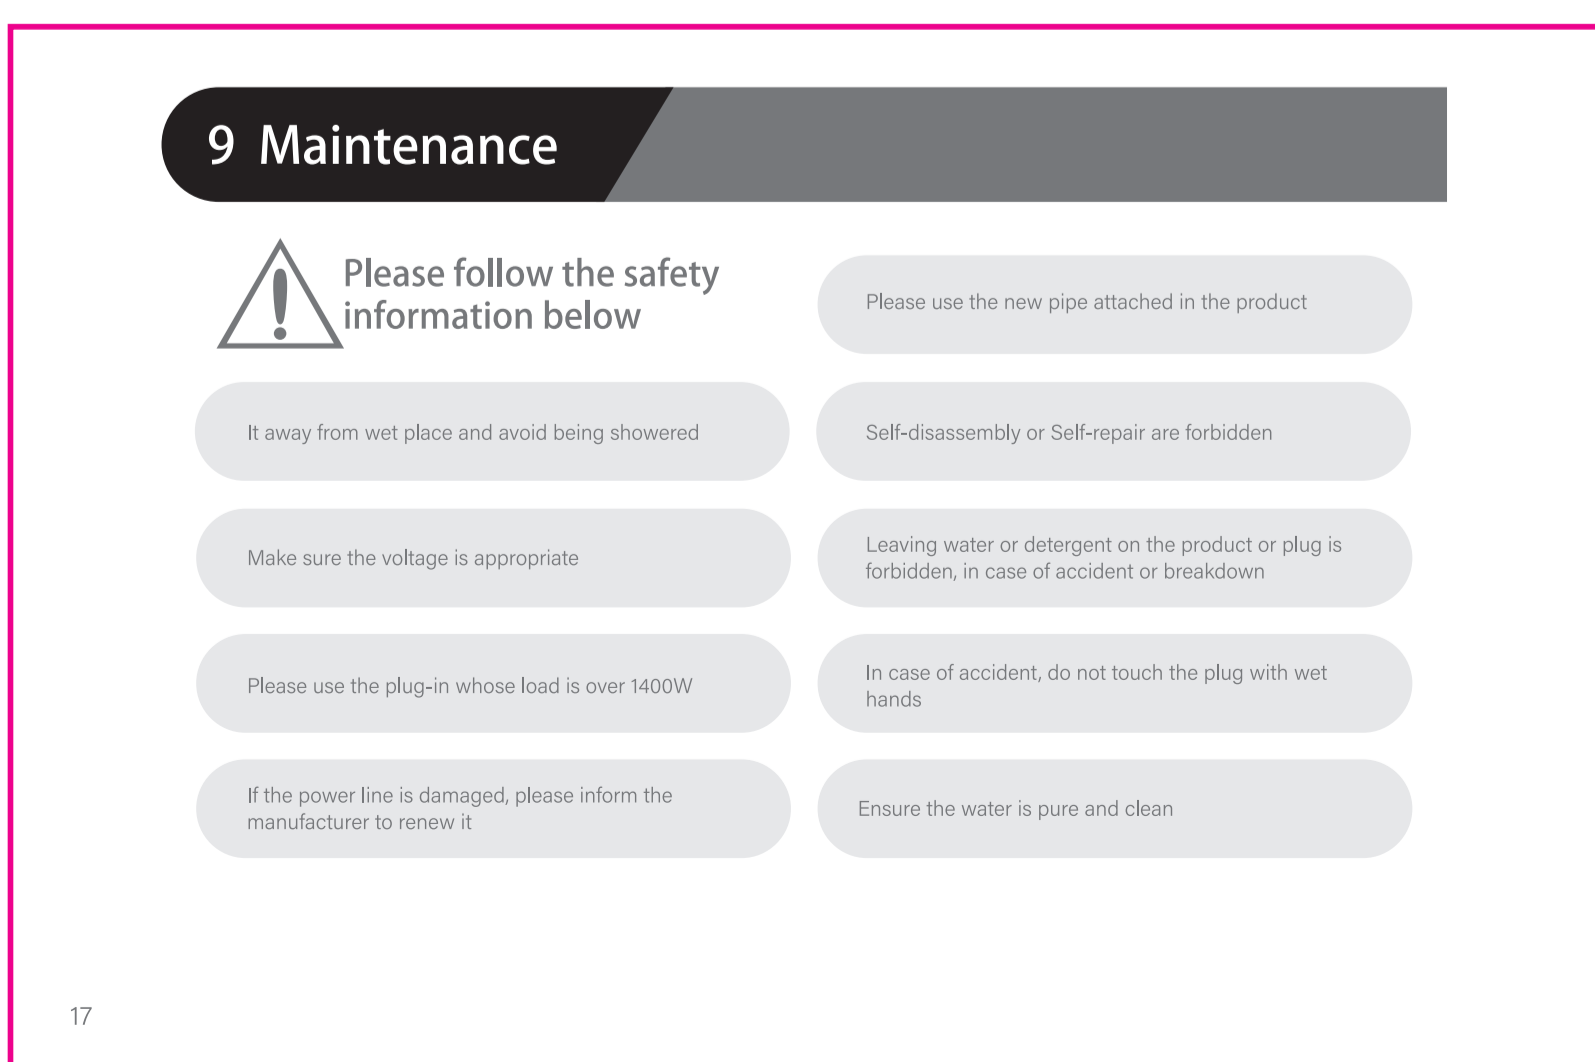 9 Maintenance
Please follow the safety
information below
It away from wet place and avoid being showered
Make sure the voltage is appropriate
Please use the plug-in whose load is over 1400W
If the power line is damaged, please inform the
manufacturer to renew it
Please use the new pipe attached in the product
Self-disassembly or Self-repair are forbidden
Leaving water or detergent on the product or plug is
forbidden, in case of accident or breakdown
In case of accident, do not touch the plug with wet
hands
Ensure the water is pure and clean
17